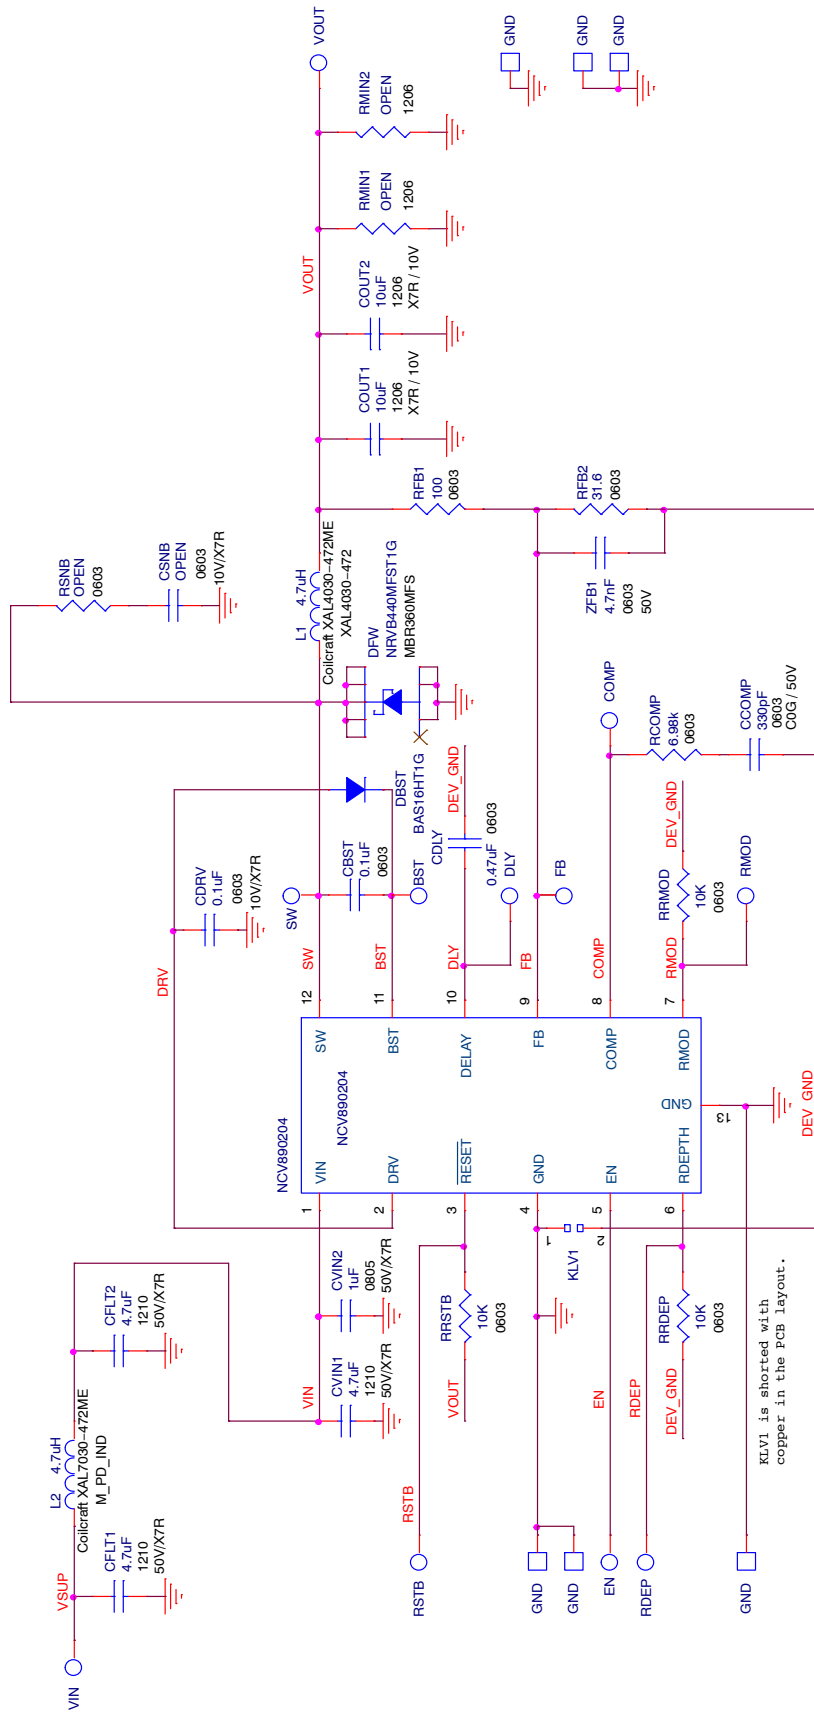 VIN
VSUP
CFLT1
4.7uF
1210
50V/X7R
L2 4.7uH
Coilcraft XAL7030-472ME
M_PD_IND
CFLT2
4.7uF
1210
50V/X7R
DRV
CDRV
0.1uF
0603
10V/X7R
RSNB
OPEN
0603
CSNB
OPEN
0603
10V/X7R
VIN
CVIN1
4.7uF
1210
50V/X7R
CVIN2
1uF
0805
50V/X7R
NCV890204
NCV890204
1
VIN
2
DRV
3
RESET
4
GND
5
EN
6
RDEPTH
12
SW
11
BST
10
DELAY
9
FB
8
COMP
7
RMOD
13
GND
SW
SW
BST
CBST
0.1uF
0603
BST
DBST
BAS16HT1G
DFW
NRVB440MFST1G
MBR360MFS
L1 4.7uH
Coilcraft XAL4030-472ME
XAL4030-472
COUT1
10uF
1206
X7R / 10V
COUT2
10uF
1206
X7R / 10V
VOUT
RMIN1
OPEN
1206
RMIN2
OPEN
1206
VOUT
GND
GND
GND
DLY
CDLY
0.47uF 0603
DEV_GND
DLY
FB
FB
RFB1
100
0603
RFB2
31.6
0603
ZFB1
4.7nF
0603
50V
COMP
COMP
RCOMP
6.98k
0603
CCOMP
330pF
0603
C0G / 50V
RMOD
RRMOD
10K
0603
DEV_GND
RMOD
RSTB
RSTB
VOUT
RRSTB
10K
0603
GND
GND
KLV1
1
2
EN
EN
RDEP
RDEP
DEV_GND
RRDEP
10K
0603
GND
DEV GND
KLV1 is shorted with
copper in the PCB layout.